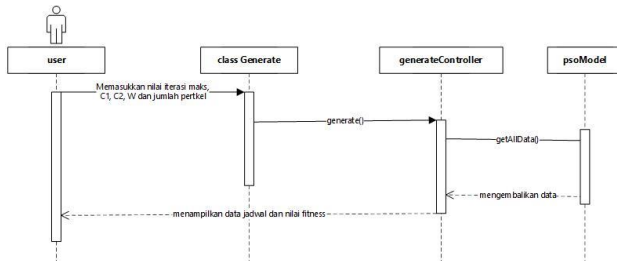 user
class Generate
generateController
psoModel
Memasukkan nilai iterasi maks,
C1, C2, W dan jumlah pertkel
generate()
getAllData()
mengembalikan data
menampilkan data jadwal dan nilai fitness